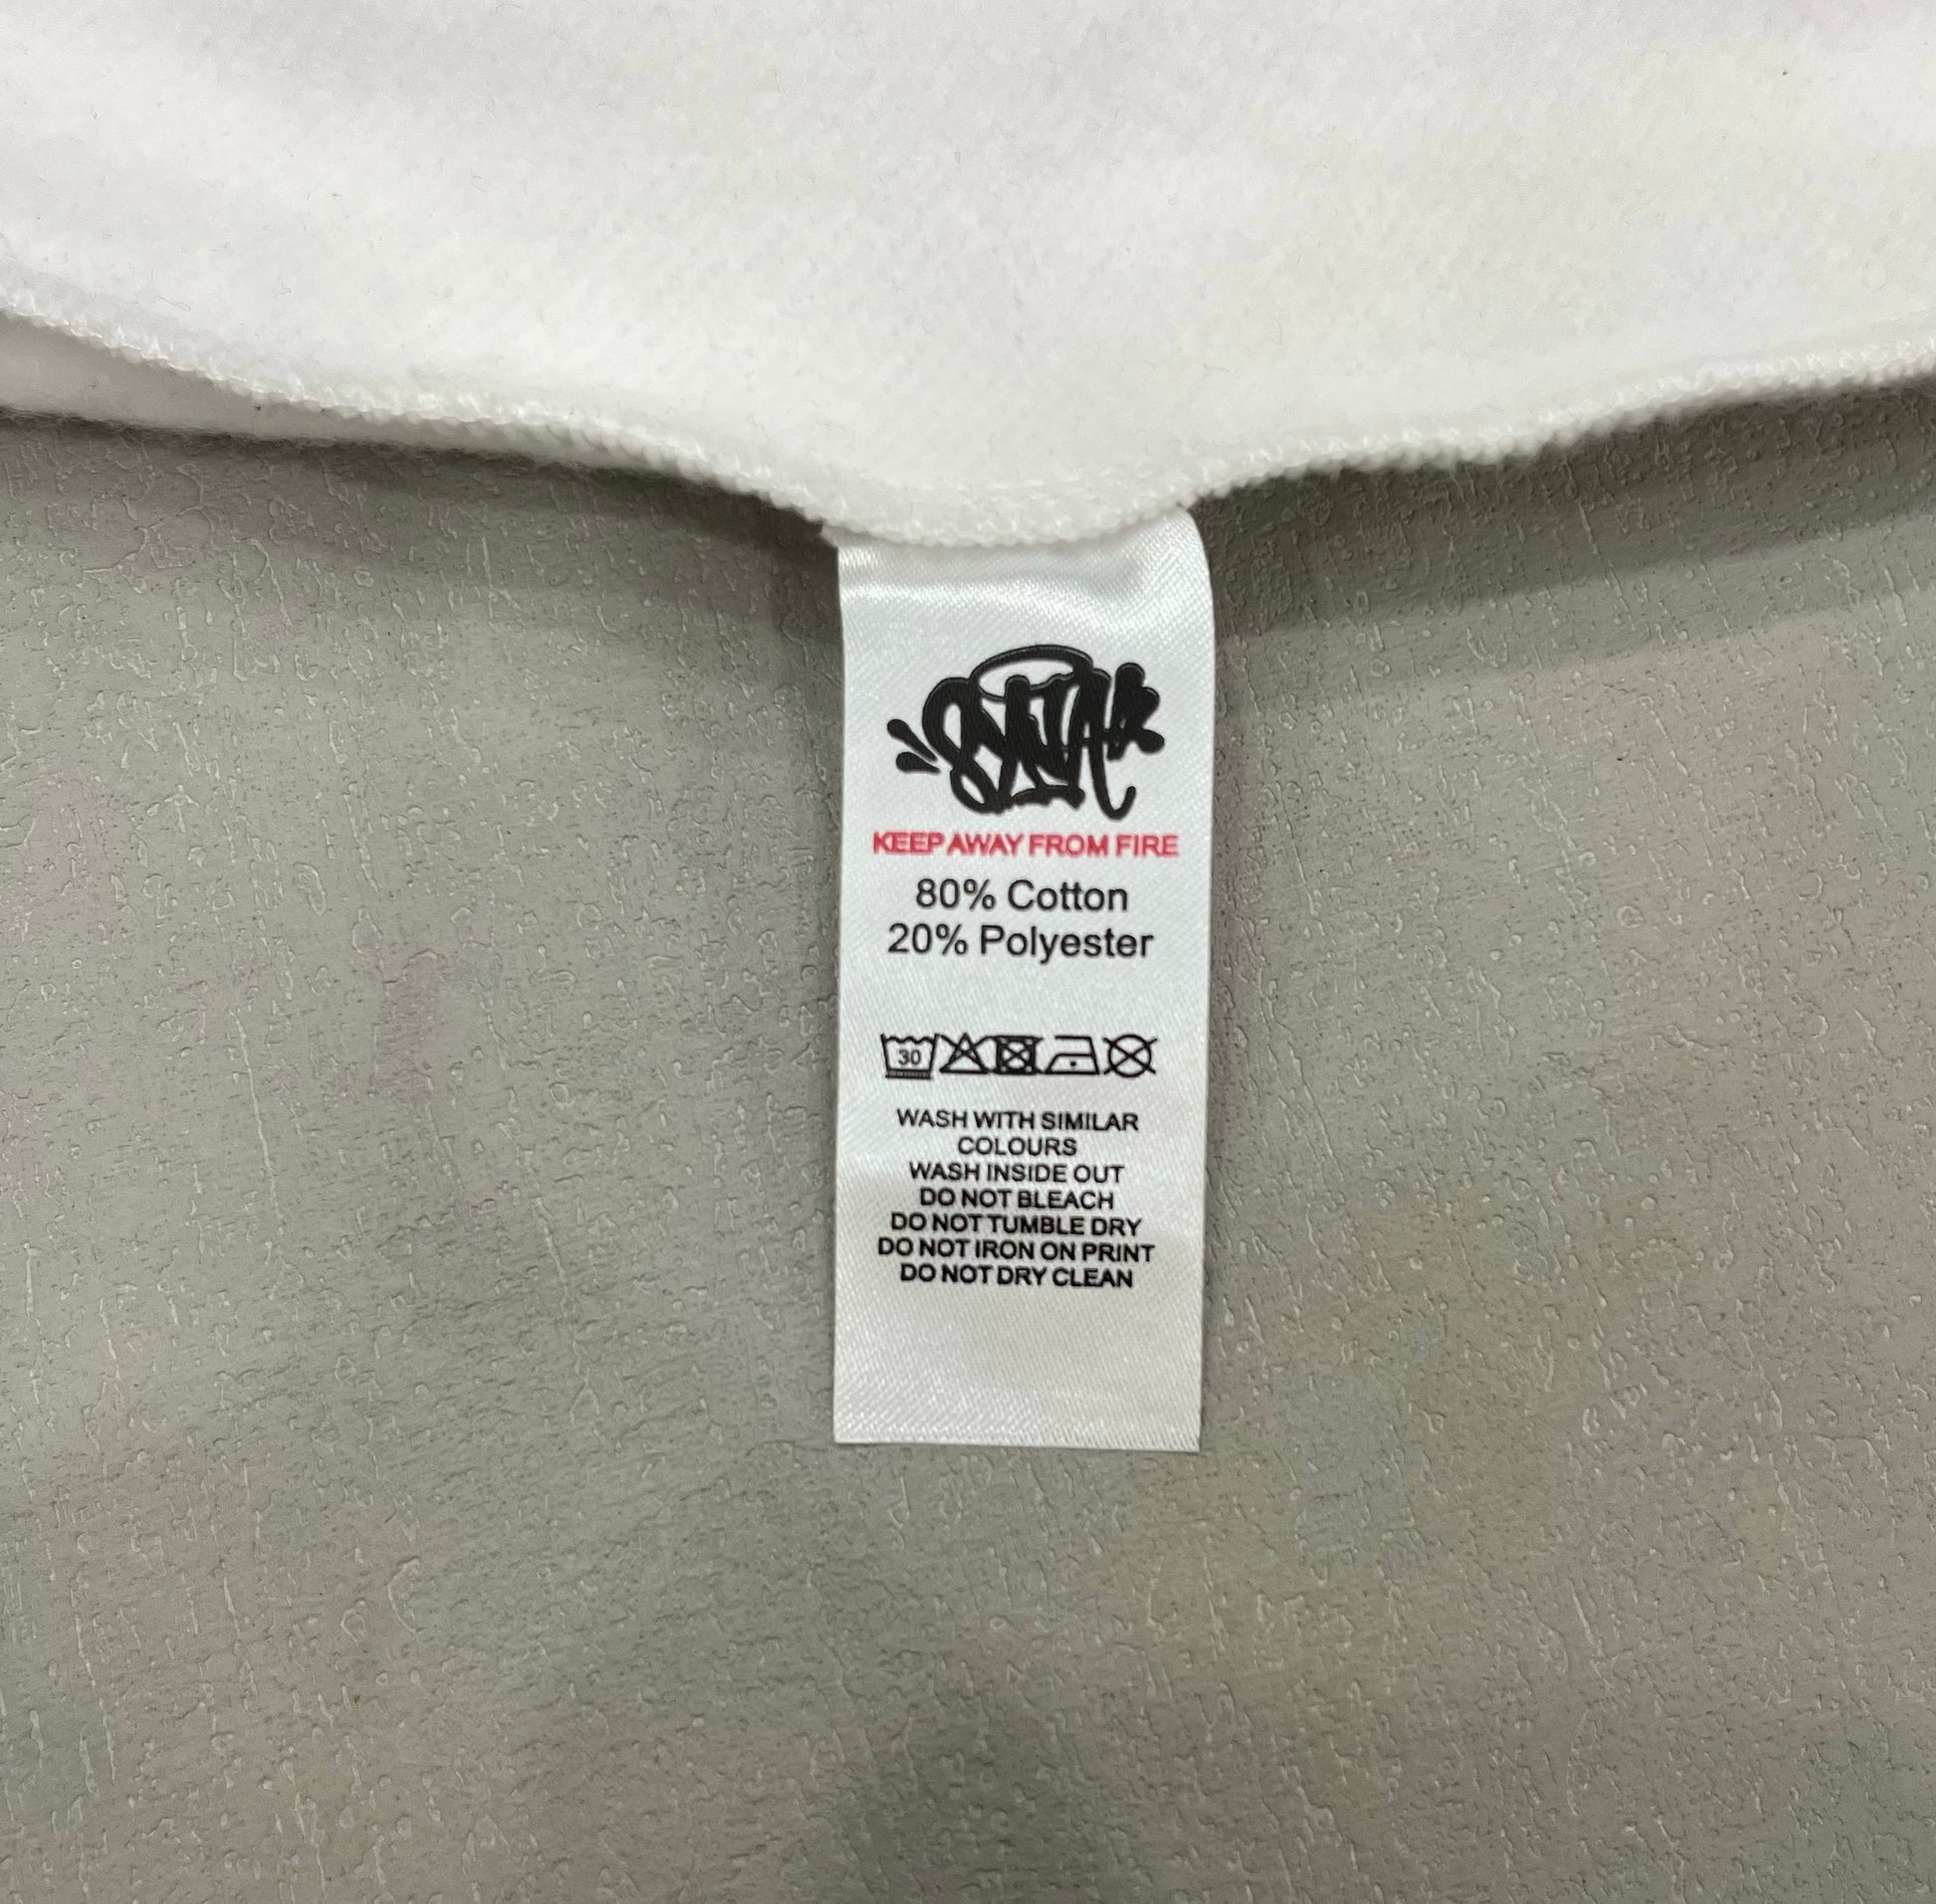 SYNA
KEEP AWAY FROM FIRE
80% Cotton
20% Polyester
30
WASH WITH SIMILAR
COLOURS
WASH INSIDE OUT
DO NOT BLEACH
DO NOT TUMBLE DRY
DO NOT IRON ON PRINT
DO NOT DRY CLEAN